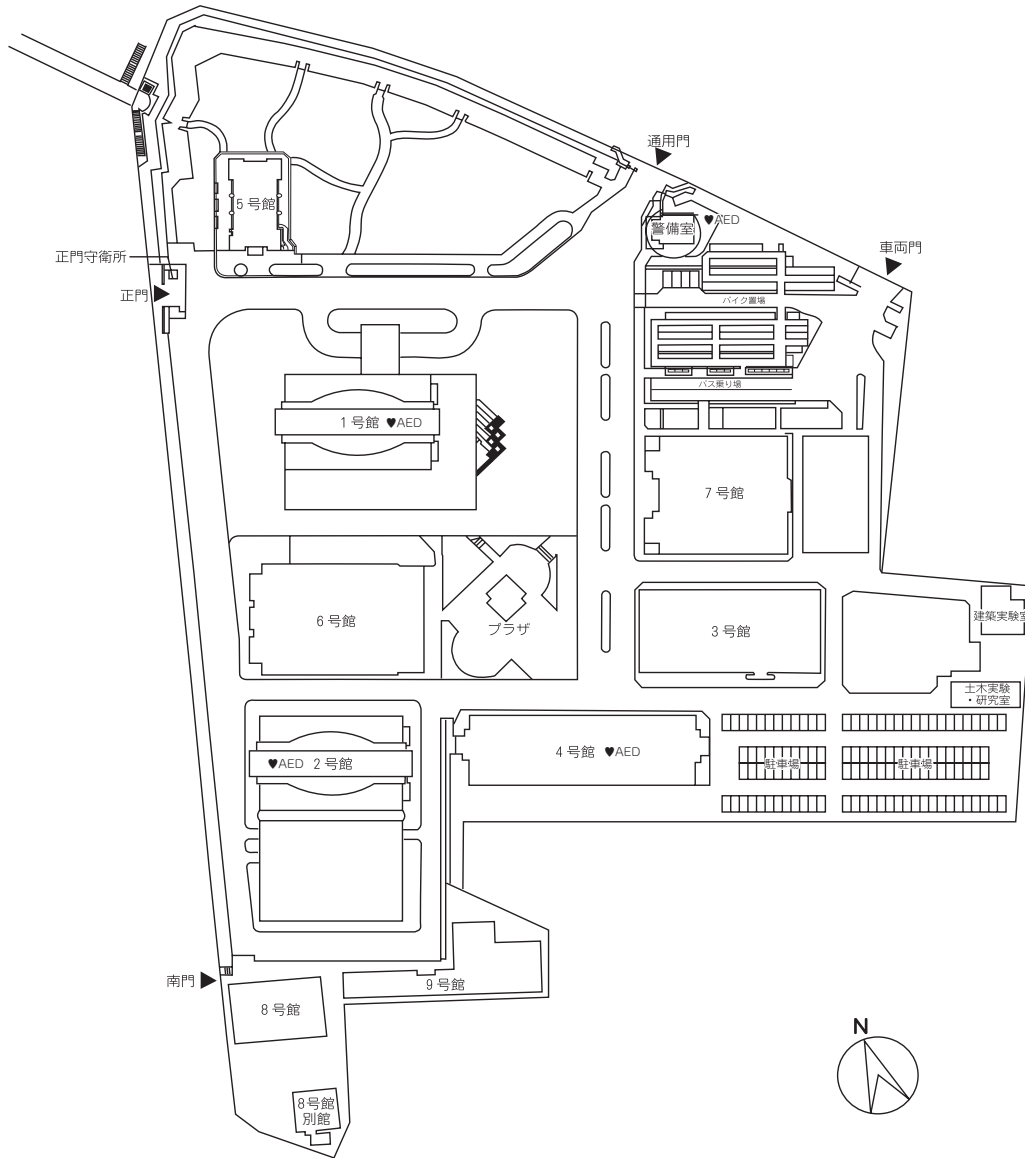 通用門
5号館
警備室 ♥AED
正門守衛所
車両門
正門
バイク置場
バス乗り場
1号館 ♥AED
7号館
6号館
プラザ
3号館
建築実験室
土木実験
・研究室
4号館 ♥AED
♥AED 2号館
駐車場
駐車場
南門
9号館
8号館
N
8号館
別館